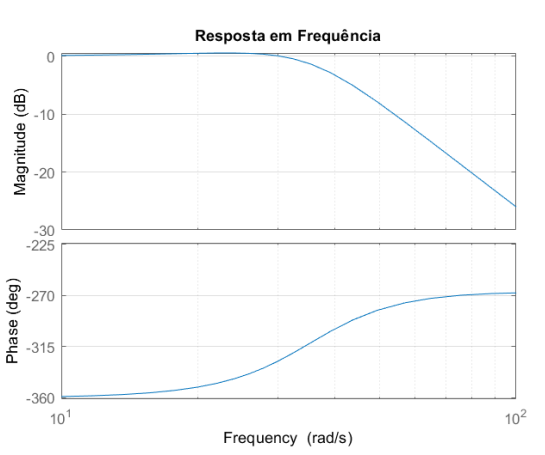 Resposta em Frequência
0
-10
-20
-30
Magnitude (dB)
-225
-270
-315
-360
Phase (deg)
10^1
10^2
Frequency (rad/s)